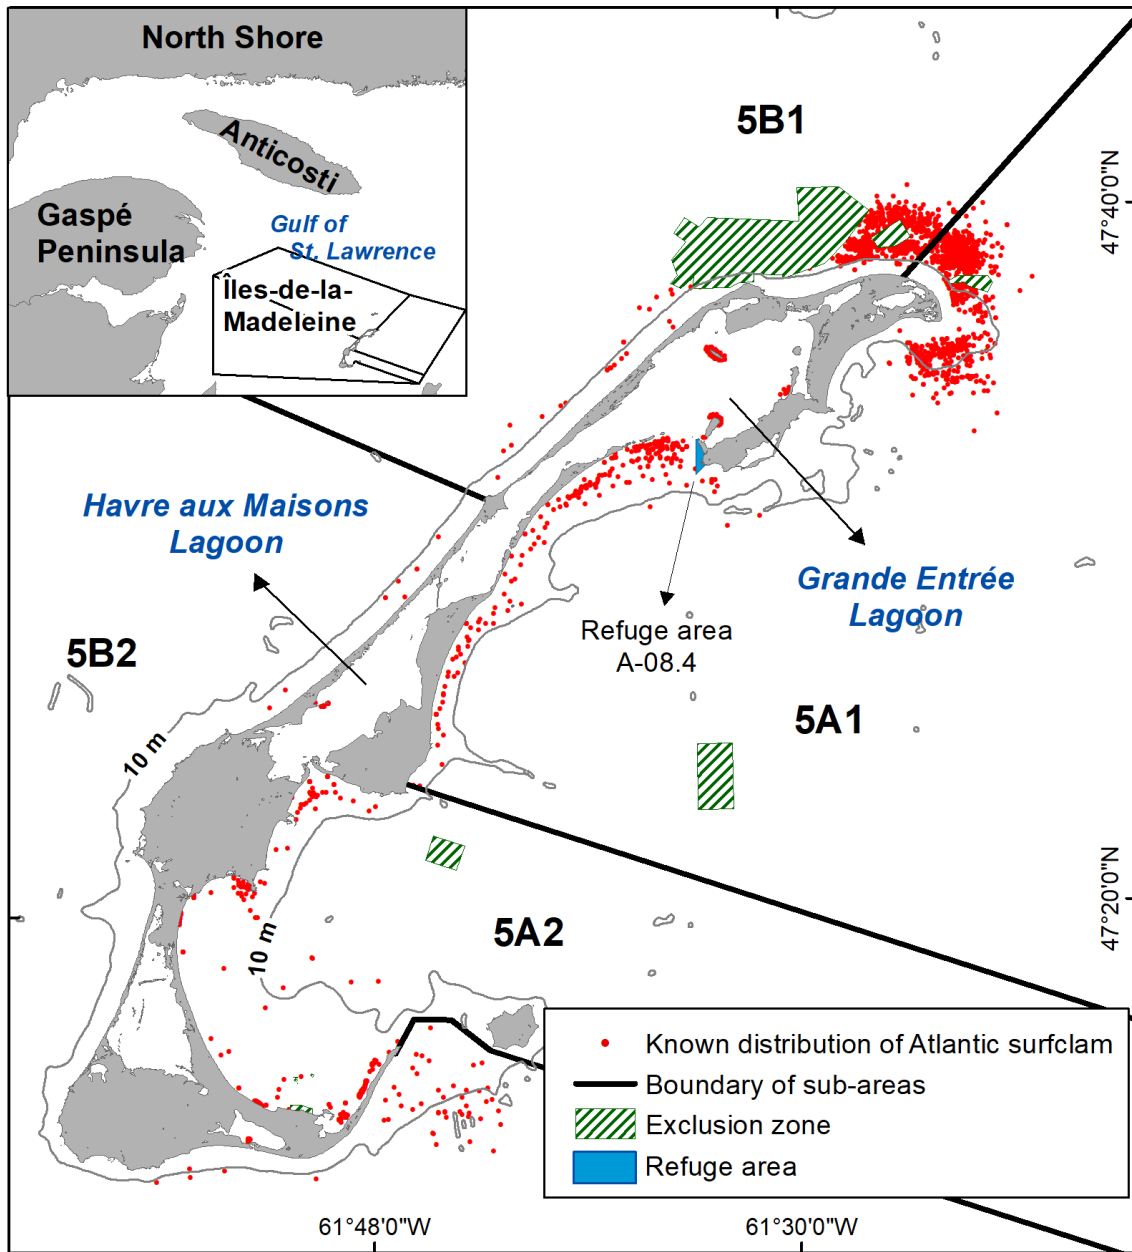 North Shore
Anticosti
Gaspé
Peninsula
Gulf of
St. Lawrence
Îles-de-la-
Madeleine
5B1
47°40'0"N
Havre aux Maisons
Lagoon
Grande Entrée
Lagoon
Refuge area
A-08.4
5B2
5A1
10 m
47°20'0"N
5A2
10 m
Known distribution of Atlantic surfclam
Boundary of sub-areas
Exclusion zone
Refuge area
61°48'0"W
61°30'0"W